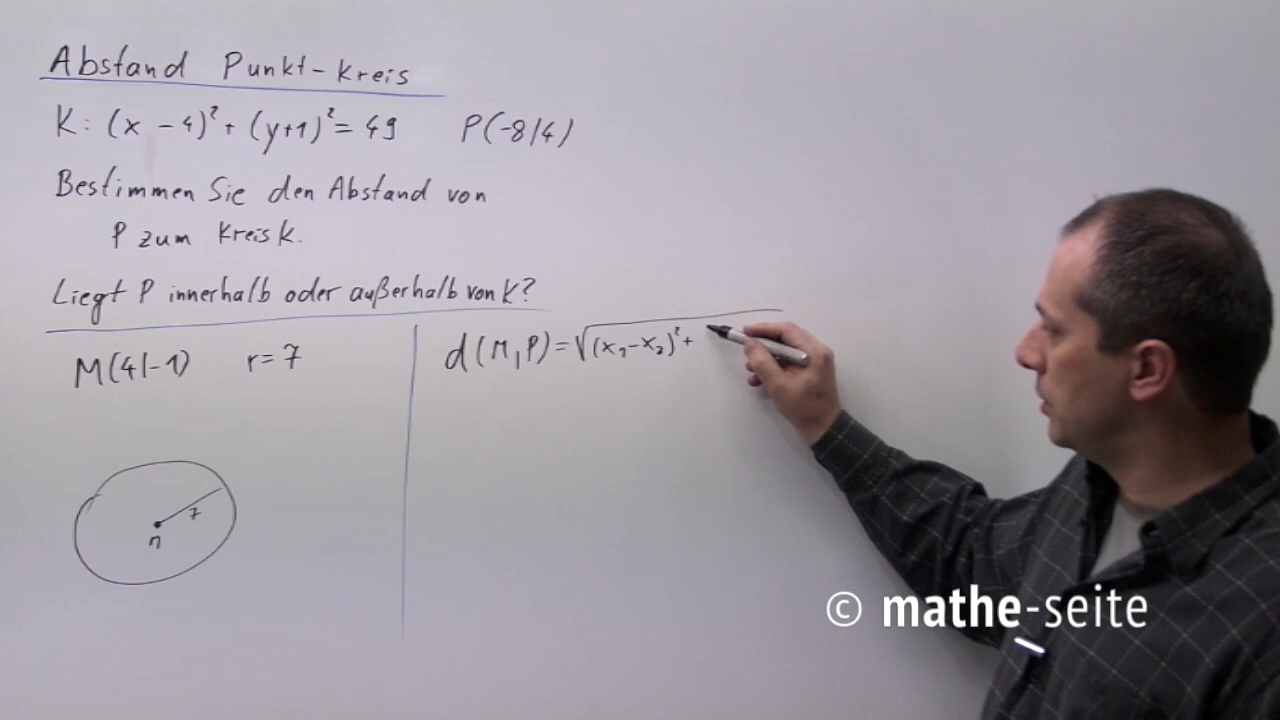 Abstand Punkt-Kreis
K: (x - 4)² + (y+1)² = 49 P(-8/4)
Bestimmen Sie den Abstand von
P zum Kreis K.
Liegt P innerhalb oder außerhalb von K?
M(4|-1) r = 7
d(M,P) = √(x₁-x₂)² +
7
M
© mathe-seite